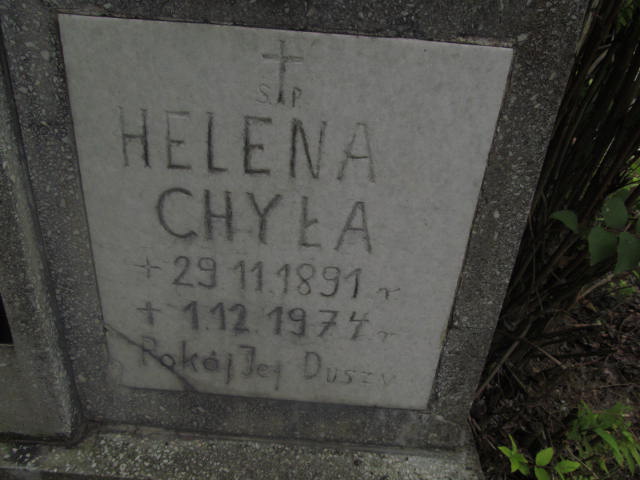 Ś P
HELENA
CHYŁA
+ 29 11.1891 r
+ 1.12.1974 r
Pokój Jej Duszy